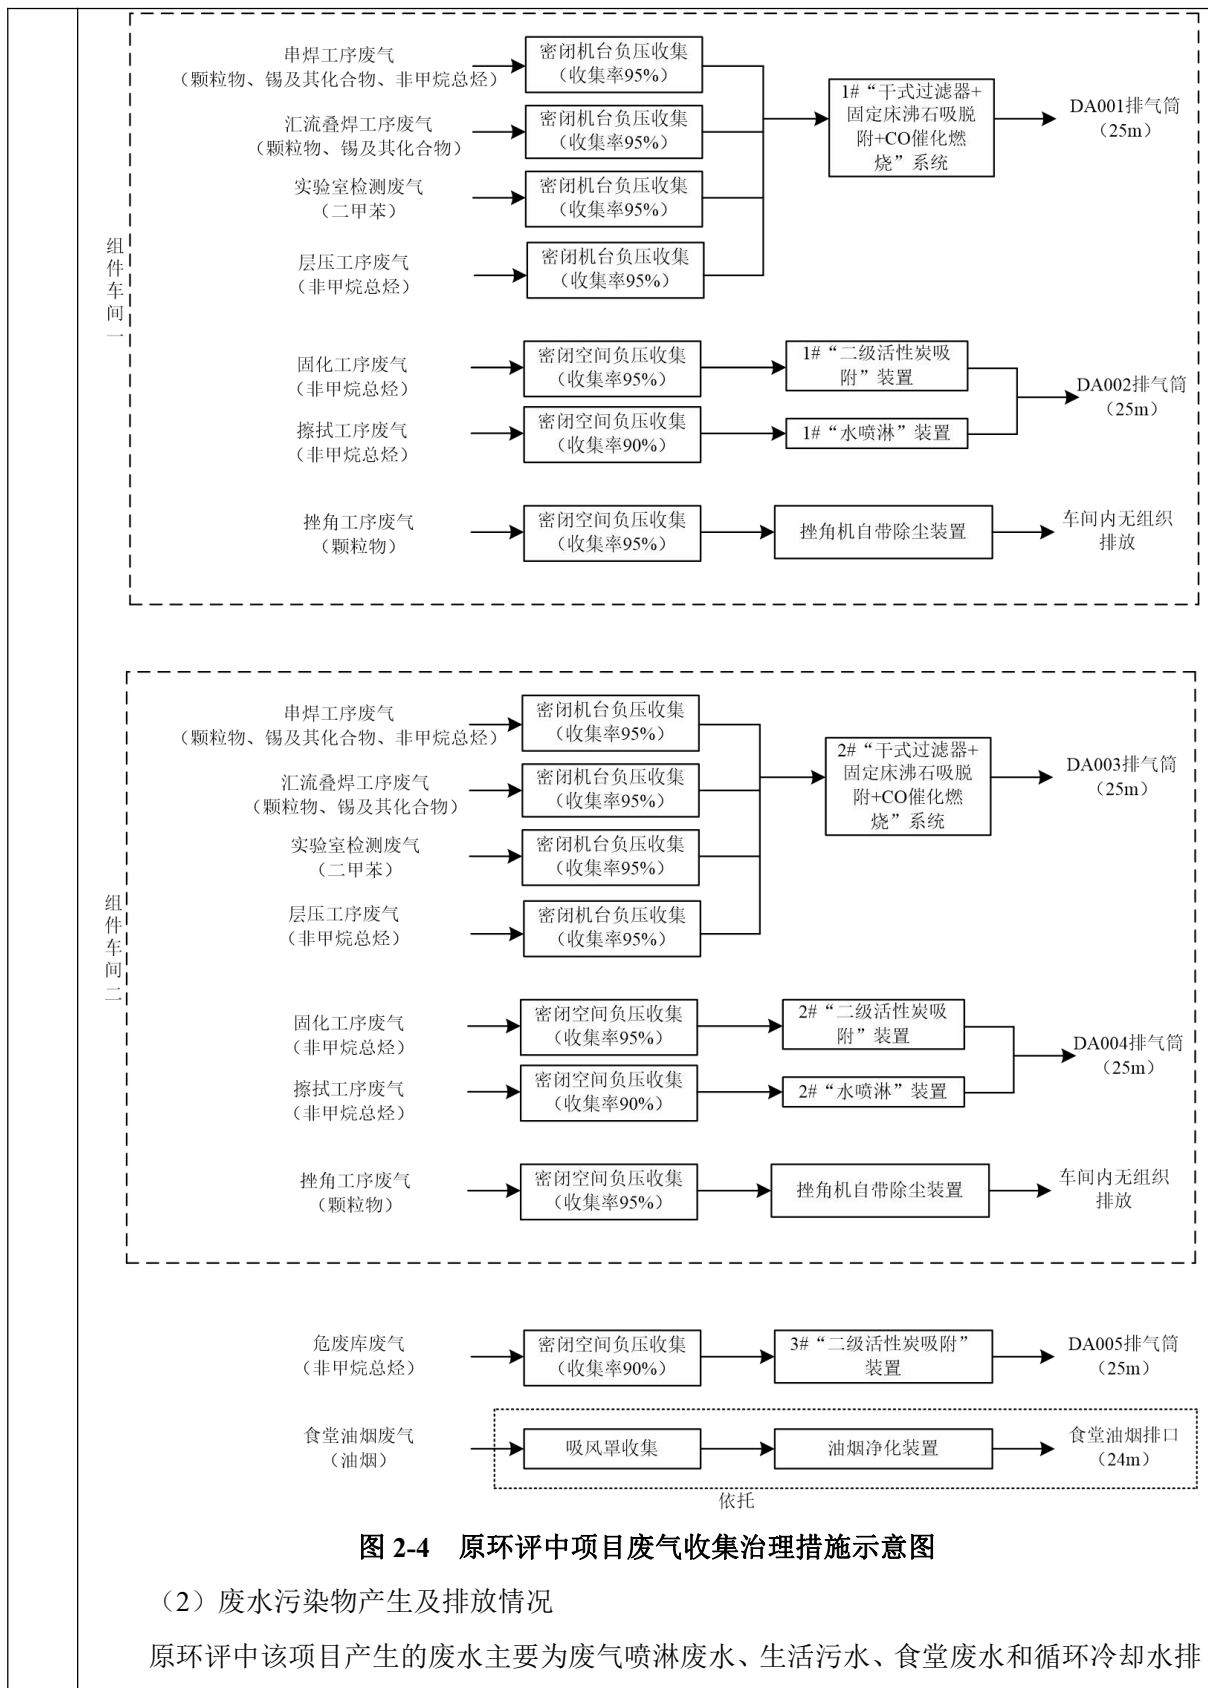 组件车间一
串焊工序废气
（颗粒物、锡及其化合物、非甲烷总烃）
密闭机台负压收集
（收集率95%）
汇流叠焊工序废气
（颗粒物、锡及其化合物）
密闭机台负压收集
（收集率95%）
实验室检测废气
（二甲苯）
密闭机台负压收集
（收集率95%）
层压工序废气
（非甲烷总烃）
密闭机台负压收集
（收集率95%）
1#“干式过滤器+
固定床沸石吸脱
附+CO催化燃
烧”系统
DA001排气筒
（25m）
固化工序废气
（非甲烷总烃）
密闭空间负压收集
（收集率95%）
1#“二级活性炭吸
附”装置
擦拭工序废气
（非甲烷总烃）
密闭空间负压收集
（收集率90%）
1#“水喷淋”装置
DA002排气筒
（25m）
挫角工序废气
（颗粒物）
密闭空间负压收集
（收集率95%）
挫角机自带除尘装置
车间内无组织
排放
组件车间二
串焊工序废气
（颗粒物、锡及其化合物、非甲烷总烃）
密闭机台负压收集
（收集率95%）
汇流叠焊工序废气
（颗粒物、锡及其化合物）
密闭机台负压收集
（收集率95%）
实验室检测废气
（二甲苯）
密闭机台负压收集
（收集率95%）
层压工序废气
（非甲烷总烃）
密闭机台负压收集
（收集率95%）
2#“干式过滤器+
固定床沸石吸脱
附+CO催化燃
烧”系统
DA003排气筒
（25m）
固化工序废气
（非甲烷总烃）
密闭空间负压收集
（收集率95%）
2#“二级活性炭吸
附”装置
擦拭工序废气
（非甲烷总烃）
密闭空间负压收集
（收集率90%）
2#“水喷淋”装置
DA004排气筒
（25m）
挫角工序废气
（颗粒物）
密闭空间负压收集
（收集率95%）
挫角机自带除尘装置
车间内无组织
排放
危废库废气
（非甲烷总烃）
密闭空间负压收集
（收集率90%）
3#“二级活性炭吸附”
装置
DA005排气筒
（25m）
食堂油烟废气
（油烟）
吸风罩收集
油烟净化装置
食堂油烟排口
（24m）
依托
图 2-4 原环评中项目废气收集治理措施示意图
（2）废水污染物产生及排放情况
原环评中该项目产生的废水主要为废气喷淋废水、生活污水、食堂废水和循环冷却水排